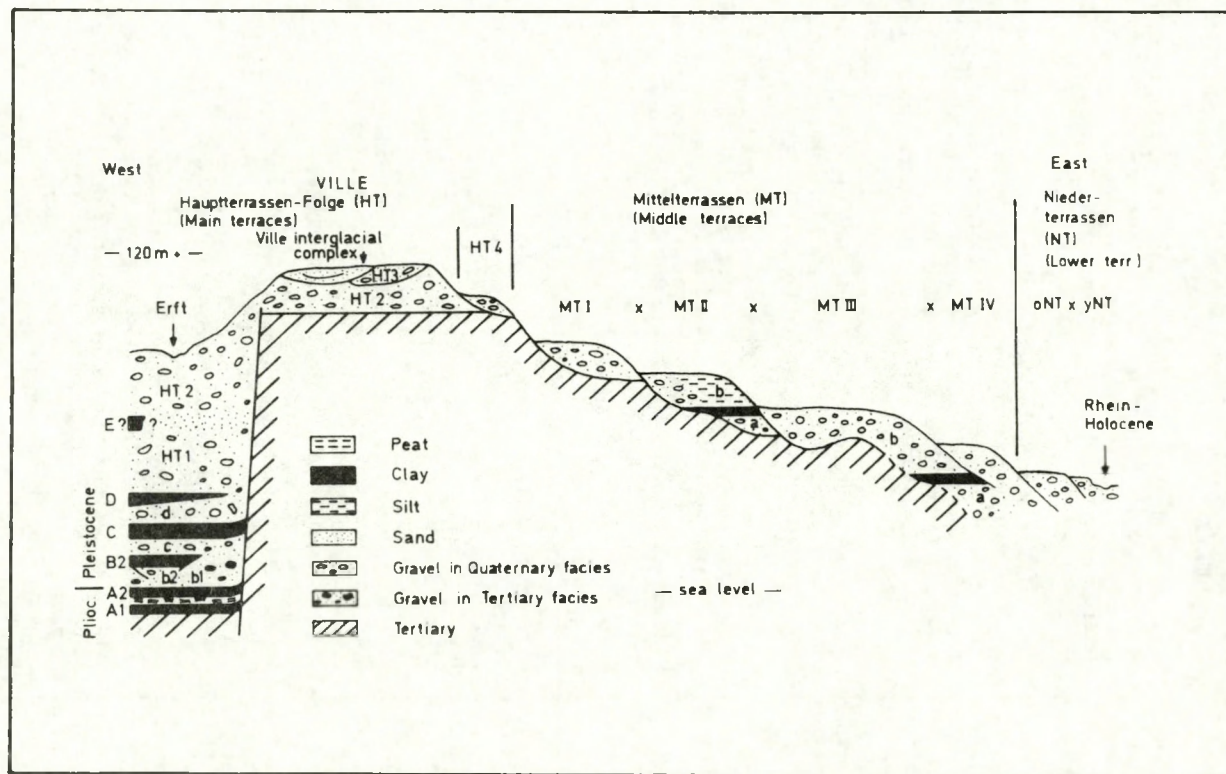 West
East
VILLE
Hauptterrassen-Folge (HT)
(Main terraces)
Ville interglacial
complex
— 120m + —
HT4
HT3
HT 2
Mittelterrassen (MT)
(Middle terraces)
Nieder-
terrassen
(NT)
(Lower terr)
MT I x MT II x MT III x MT IV
oNT x yNT
Erft
HT 2
E? ?
HT1
D
d
C
c
B2
b2 b1
A2
A1
Pleistocene
Plioc.
b
a
b
a
Rhein-
Holocene
Peat
Clay
Silt
Sand
Gravel in Quaternary facies
Gravel in Tertiary facies
Tertiary
— sea level —